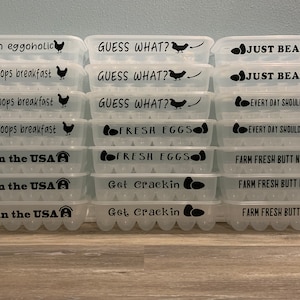 eggoholic
GUESS WHAT?
JUST BEA
oops breakfast
GUESS WHAT?
JUST BEA
oops breakfast
GUESS WHAT?
EVERY DAY SHOUL
oops breakfast
FRESH EGGS
EVERY DAY SHOUL
in the USA
FRESH EGGS
FARM FRESH BUTT N
in the USA
Get Crackin
FARM FRESH BUTT
in the USA
Get Crackin
FARM FRESH BUTT